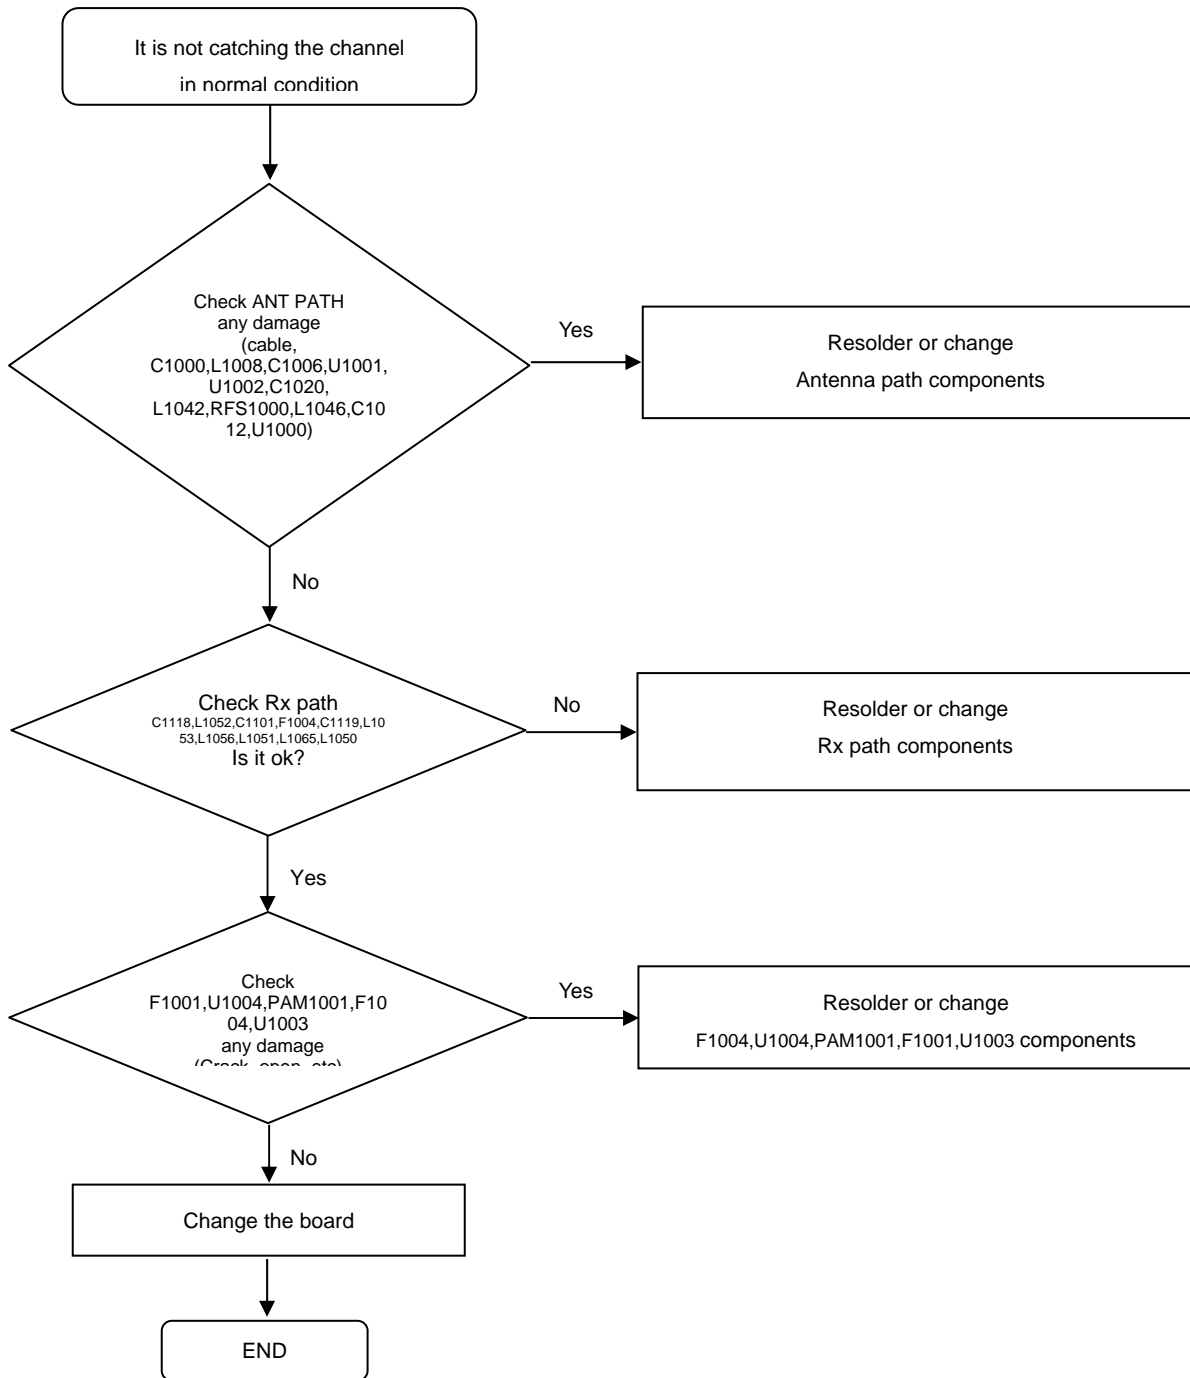 It is not catching the channel
in normal condition
Check ANT PATH
any damage
(cable,
C1000,L1008,C1006,U1001,
U1002,C1020,
L1042,RFS1000,L1046,C10
12,U1000)
Yes
Resolder or change
Antenna path components
No
Check Rx path
C1118,L1052,C1101,F1004,C1119,L10
53,L1056,L1051,L1065,L1050
Is it ok?
No
Resolder or change
Rx path components
Yes
Check
F1001,U1004,PAM1001,F10
04,U1003
any damage
(Crack, open, etc)
Yes
Resolder or change
F1004,U1004,PAM1001,F1001,U1003 components
No
Change the board
END